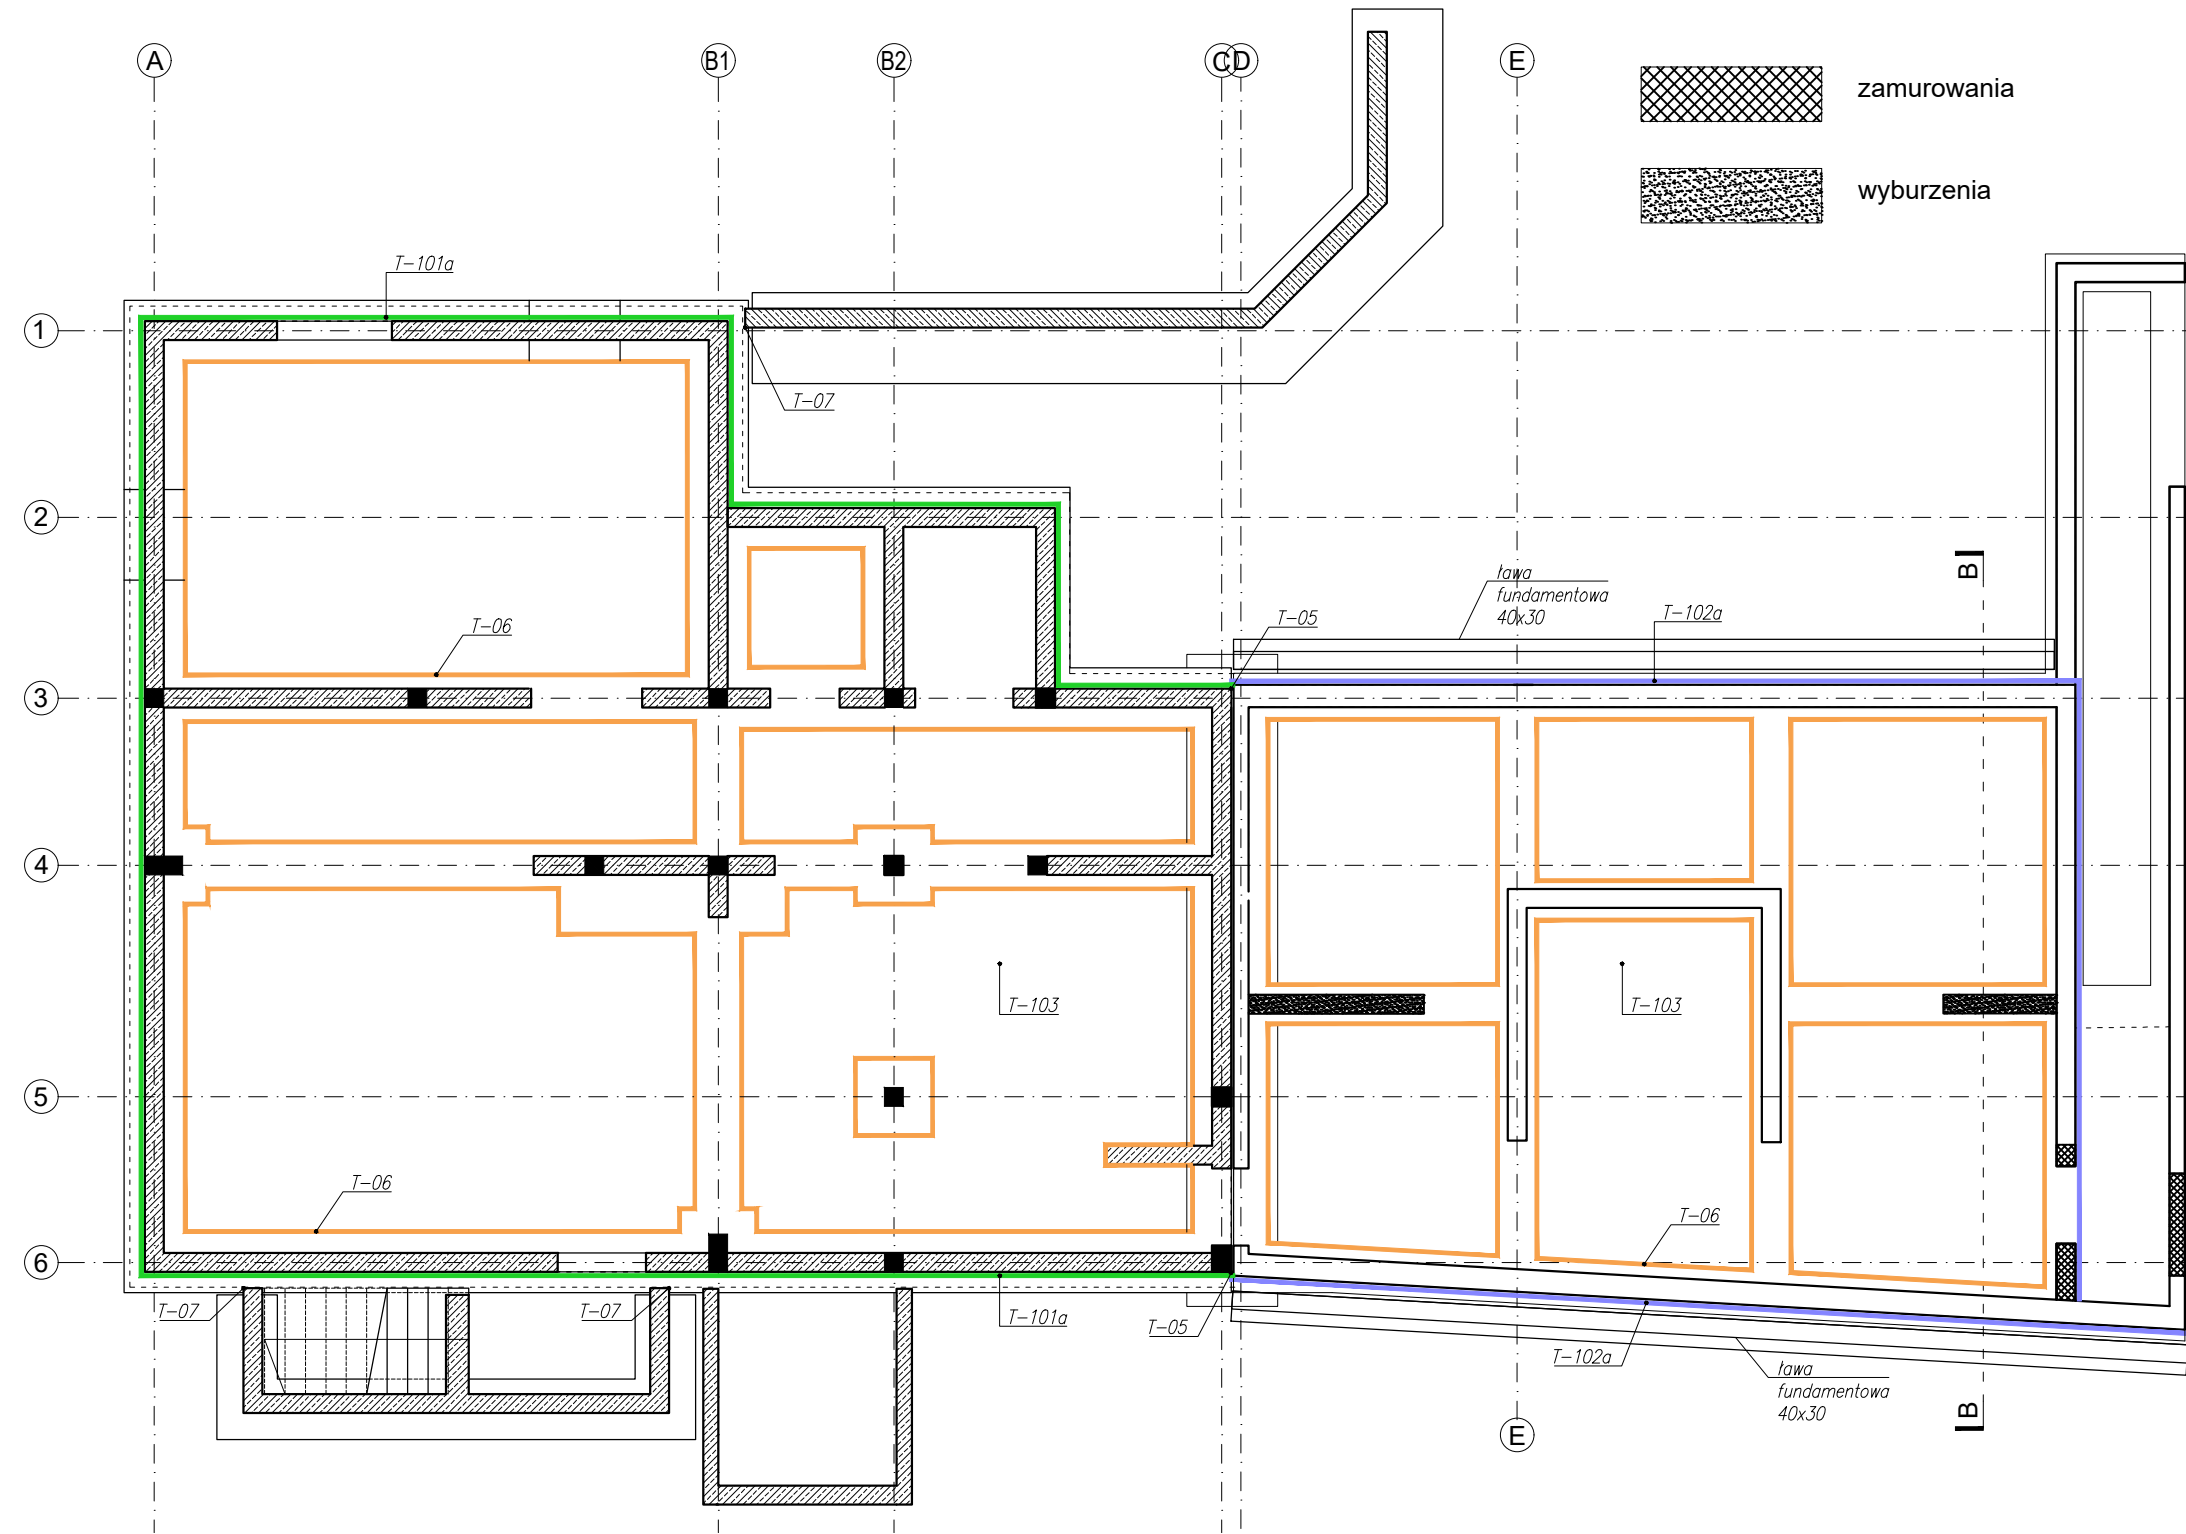 A
B1
B2
C
D
E
zamurowania
wyburzenia
T-101a
1
T-07
2
B
ława
fundamentowa
40x30
T-102a
T-05
T-06
3
4
T-103
T-103
5
T-06
T-06
6
T-07
T-07
T-101a
T-05
T-102a
ława
fundamentowa
40x30
B
E